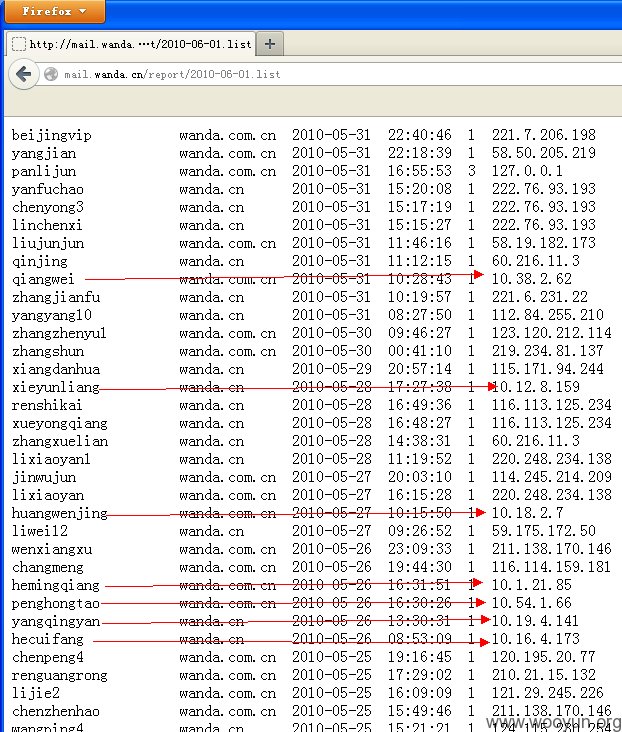 Firefox
http://mail.wanda.…t/2010-06-01.list
mail.wanda.cn/report/2010-06-01.list
beijingvip wanda.com.cn 2010-05-31 22:40:46 1 221.7.206.198
yangjian wanda.com.cn 2010-05-31 22:18:39 1 58.50.205.219
panlijun wanda.com.cn 2010-05-31 16:55:53 3 127.0.0.1
yanfuchao wanda.cn 2010-05-31 15:20:08 1 222.76.93.193
chenyong3 wanda.cn 2010-05-31 15:17:19 1 222.76.93.193
linchenxi wanda.cn 2010-05-31 15:15:27 1 222.76.93.193
liujunjun wanda.com.cn 2010-05-31 11:46:16 1 58.19.182.173
qinjing wanda.cn 2010-05-31 11:12:15 1 60.216.11.3
qiangwei wanda.cn 2010-05-31 10:28:43 1 10.38.2.62
zhangjianfu wanda.cn 2010-05-31 10:19:57 1 221.6.231.22
yangyang10 wanda.cn 2010-05-31 08:27:50 1 112.84.255.210
zhangzhenyu1 wanda.com.cn 2010-05-30 09:46:27 1 123.120.212.114
zhangshun wanda.com.cn 2010-05-30 00:41:10 1 219.234.81.137
xiangdanhua wanda.cn 2010-05-29 20:57:14 1 115.171.94.244
xieyunliang wanda.cn 2010-05-28 17:27:38 1 10.12.8.159
renshikai wanda.cn 2010-05-28 16:49:36 1 116.113.125.234
xueyongqiang wanda.cn 2010-05-28 16:48:27 1 116.113.125.234
zhangxuelian wanda.cn 2010-05-28 14:38:31 1 60.216.11.3
lixiaoyan1 wanda.cn 2010-05-28 11:19:52 1 220.248.234.138
jinwujun wanda.com.cn 2010-05-27 20:03:10 1 114.245.214.209
lixiaoyan wanda.cn 2010-05-27 16:15:28 1 220.248.234.138
huangwenjing wanda.com.cn 2010-05-27 10:15:50 1 10.18.2.7
liwei12 wanda.cn 2010-05-27 09:26:52 1 59.175.172.50
wenxiangxu wanda.com.cn 2010-05-26 23:09:33 1 211.138.170.146
changmeng wanda.com.cn 2010-05-26 19:44:30 1 116.114.159.181
hemingqiang wanda.com.cn 2010-05-26 16:31:51 1 10.1.21.85
penghongtao wanda.com.cn 2010-05-26 16:30:26 1 10.54.1.66
yangqingyan wanda.cn 2010-05-26 13:30:31 1 10.19.4.141
hecuifang wanda.com.cn 2010-05-26 08:53:09 1 10.16.4.173
chenpeng4 wanda.com.cn 2010-05-25 19:16:45 1 120.195.20.77
renguangrong wanda.com.cn 2010-05-25 17:29:02 1 210.21.15.132
lijie2 wanda.com.cn 2010-05-25 16:09:09 1 121.29.245.226
chenzhenhao wanda.cn 2010-05-25 15:49:46 1 211.138.170.146
wangping4 wanda.cn 2010-05-25 15:21:21 1 124.115.280.254
www.wooyun.org